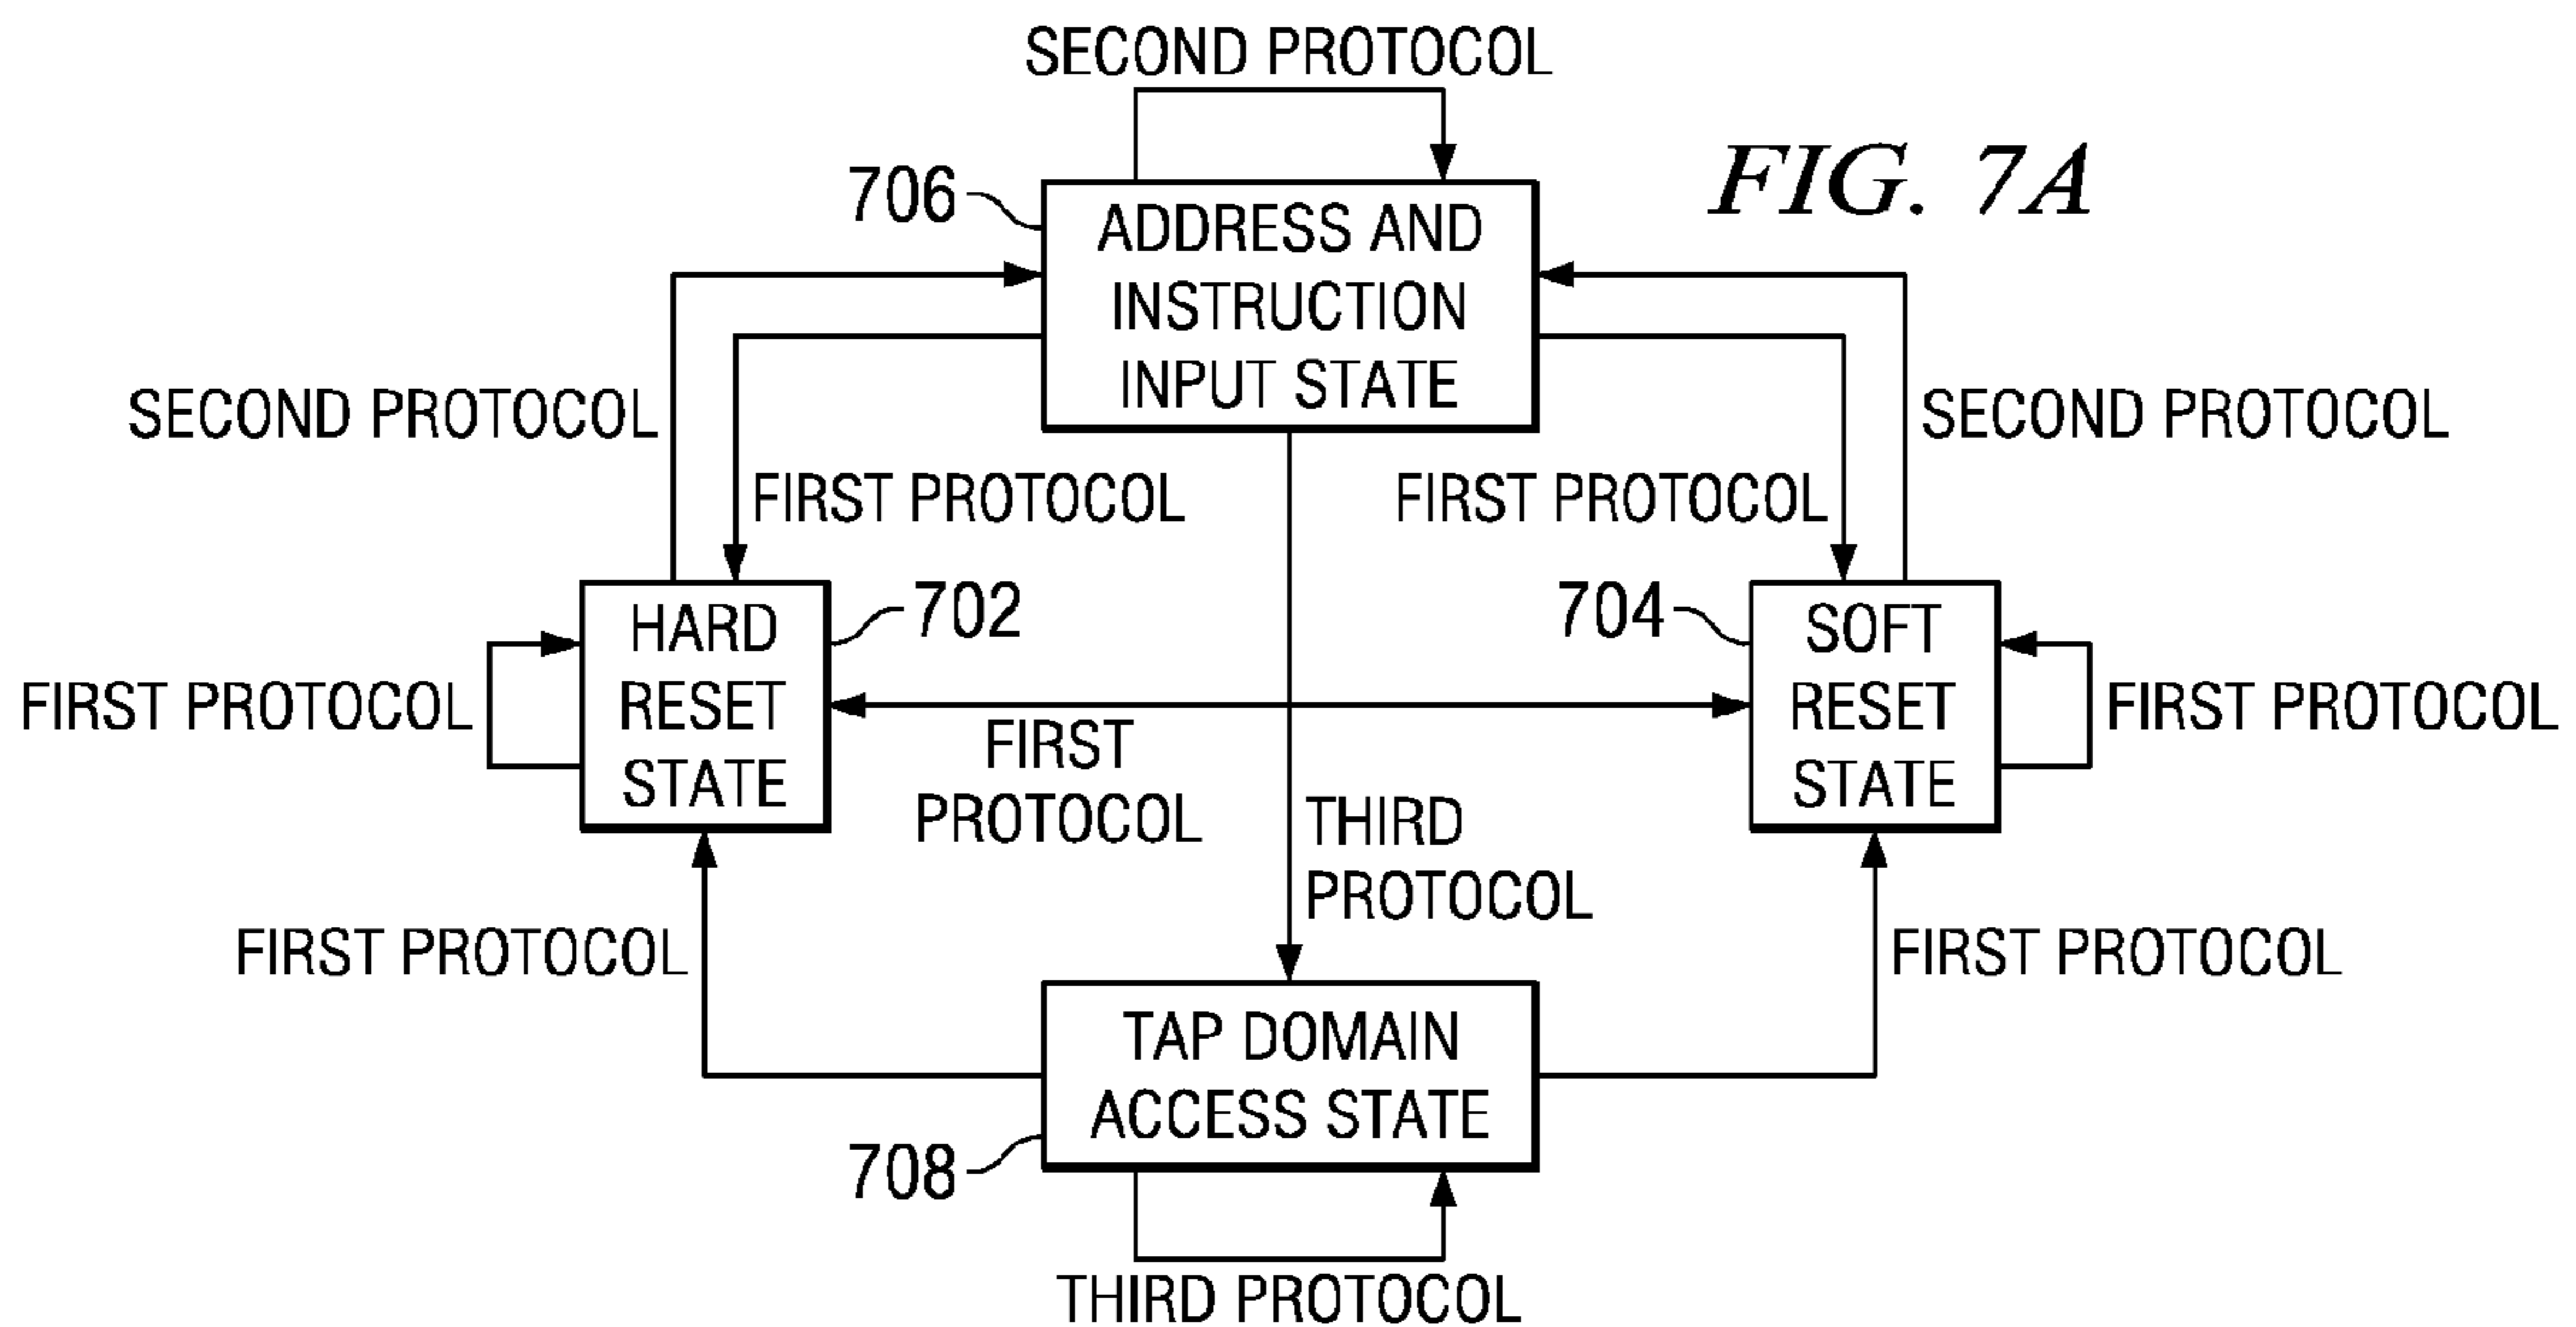 SECOND PROTOCOL
FIG. 7A
706
ADDRESS AND
INSTRUCTION
INPUT STATE
SECOND PROTOCOL
SECOND PROTOCOL
FIRST PROTOCOL
FIRST PROTOCOL
702
704
HARD
RESET
STATE
SOFT
RESET
STATE
FIRST PROTOCOL
FIRST PROTOCOL
FIRST
PROTOCOL
THIRD
PROTOCOL
FIRST PROTOCOL
FIRST PROTOCOL
TAP DOMAIN
ACCESS STATE
708
THIRD PROTOCOL